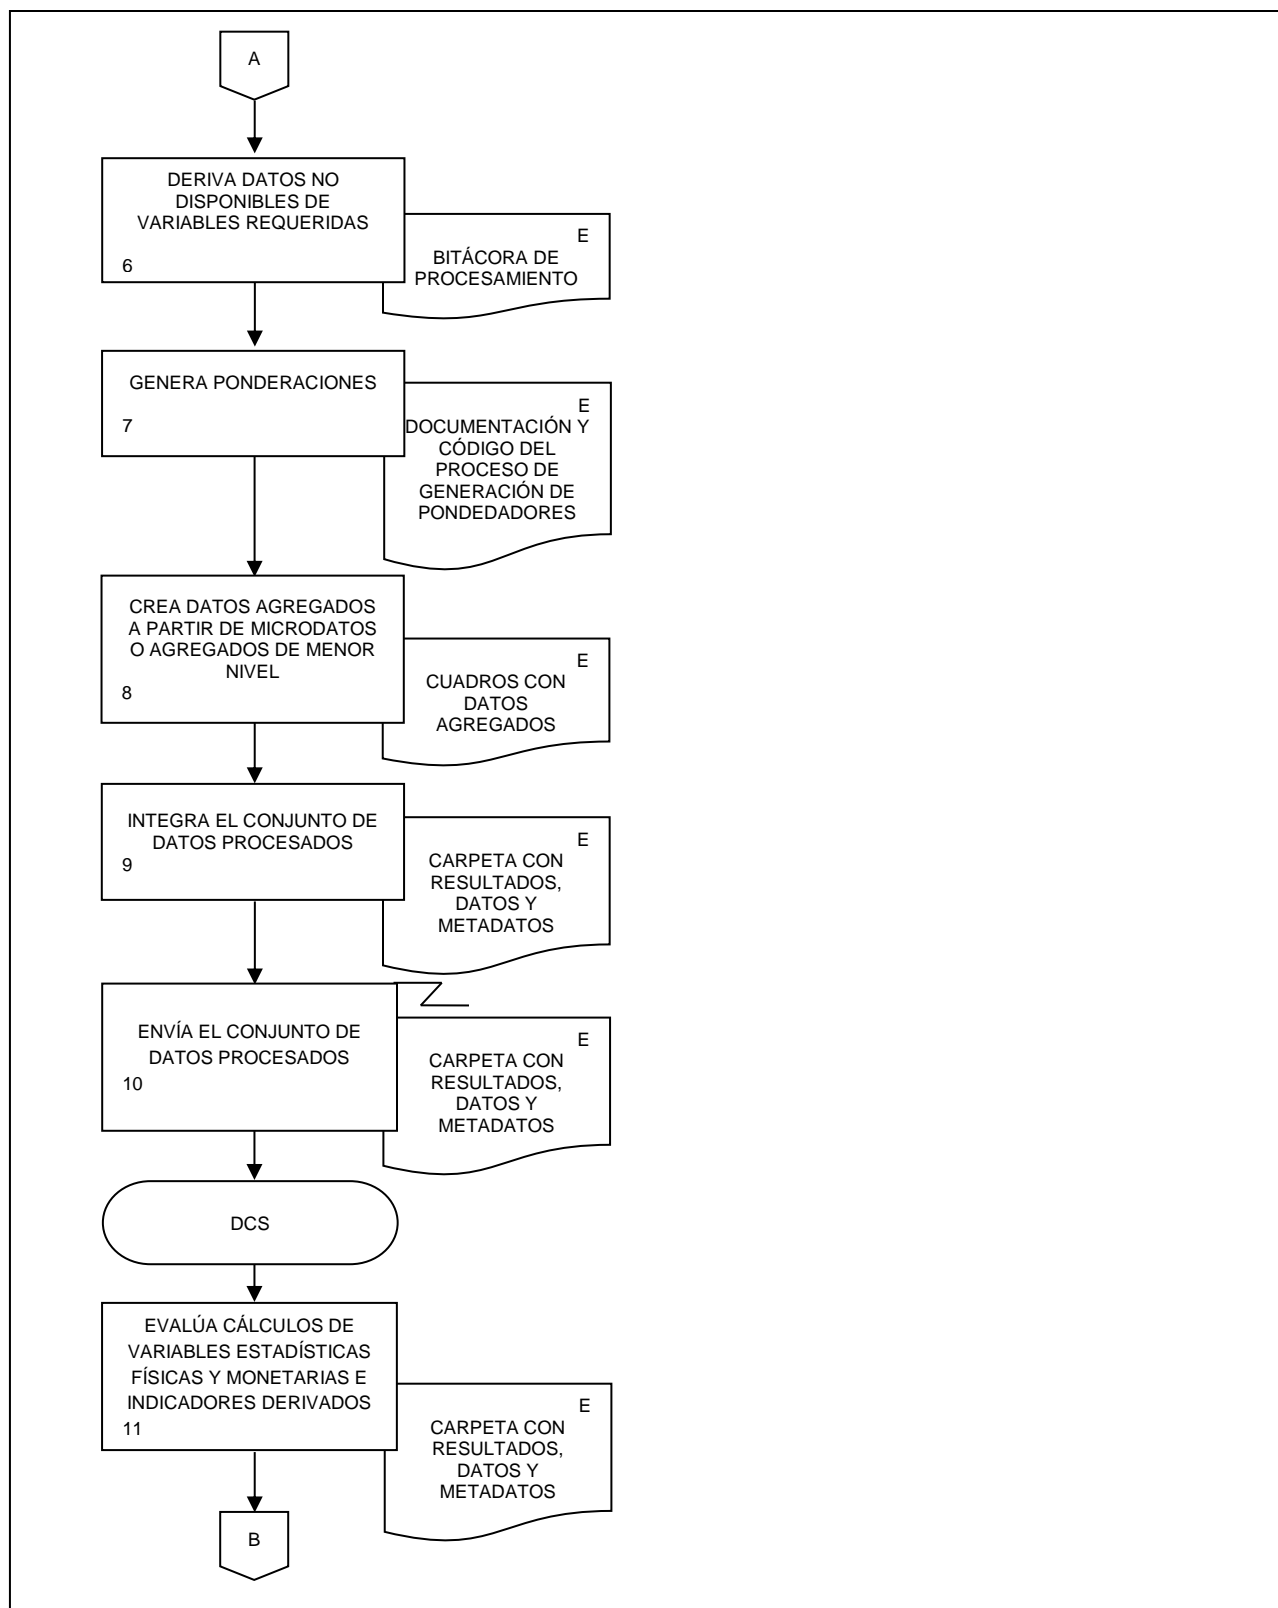 A
DERIVA DATOS NO
DISPONIBLES DE
VARIABLES REQUERIDAS
6
E
BITÁCORA DE
PROCESAMIENTO
GENERA PONDERACIONES
7
E
DOCUMENTACIÓN Y
CÓDIGO DEL
PROCESO DE
GENERACIÓN DE
PONDEDADORES
CREA DATOS AGREGADOS
A PARTIR DE MICRODATOS
O AGREGADOS DE MENOR
NIVEL
8
E
CUADROS CON
DATOS
AGREGADOS
INTEGRA EL CONJUNTO DE
DATOS PROCESADOS
9
E
CARPETA CON
RESULTADOS,
DATOS Y
METADATOS
ENVÍA EL CONJUNTO DE
DATOS PROCESADOS
10
E
CARPETA CON
RESULTADOS,
DATOS Y
METADATOS
DCS
EVALÚA CÁLCULOS DE
VARIABLES ESTADÍSTICAS
FÍSICAS Y MONETARIAS E
INDICADORES DERIVADOS
11
E
CARPETA CON
RESULTADOS,
DATOS Y
METADATOS
B